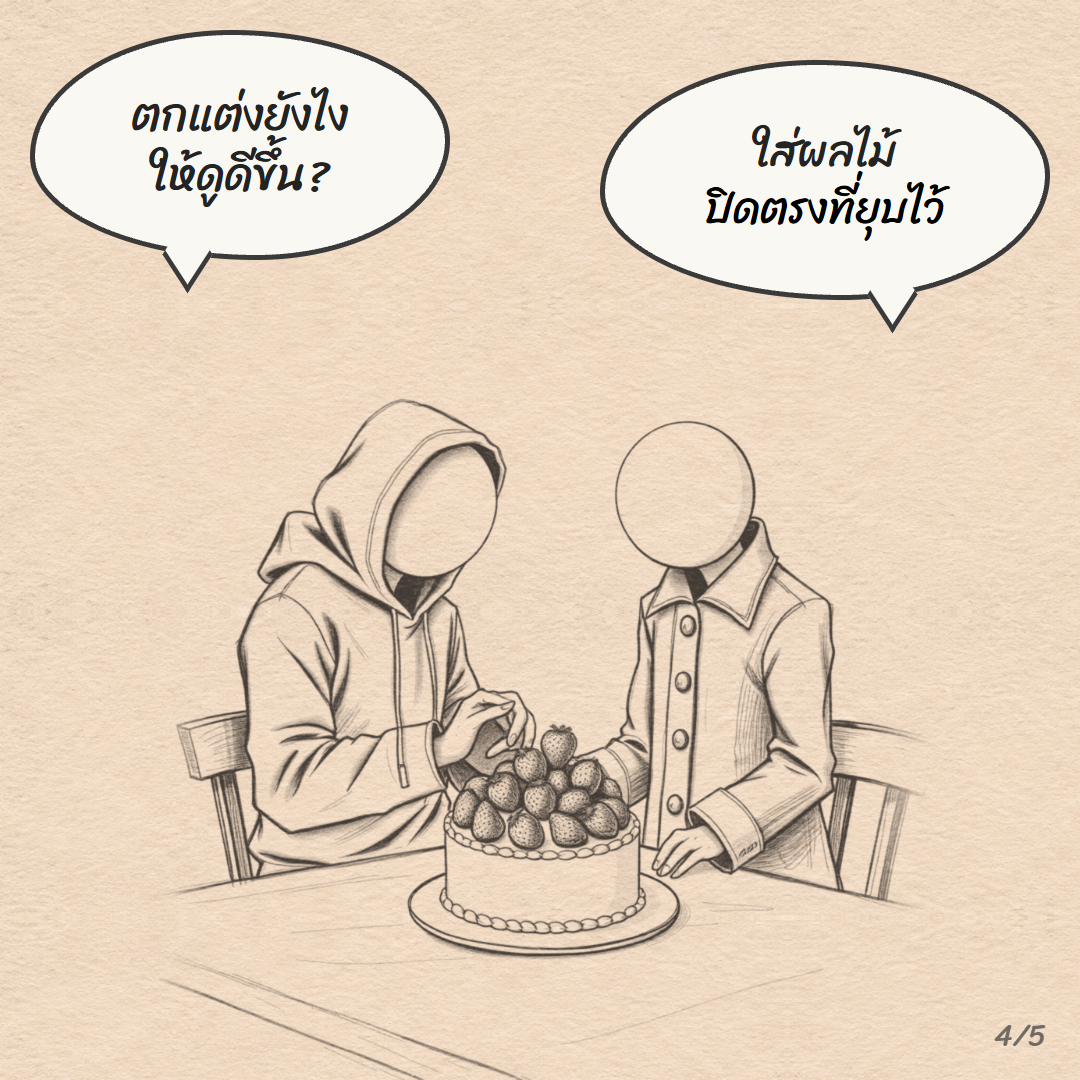 ตกแต่งยังไง
ให้ดูดีขึ้น?
ใส่ผลไม้
ปิดตรงที่ยุบไว้
4/5